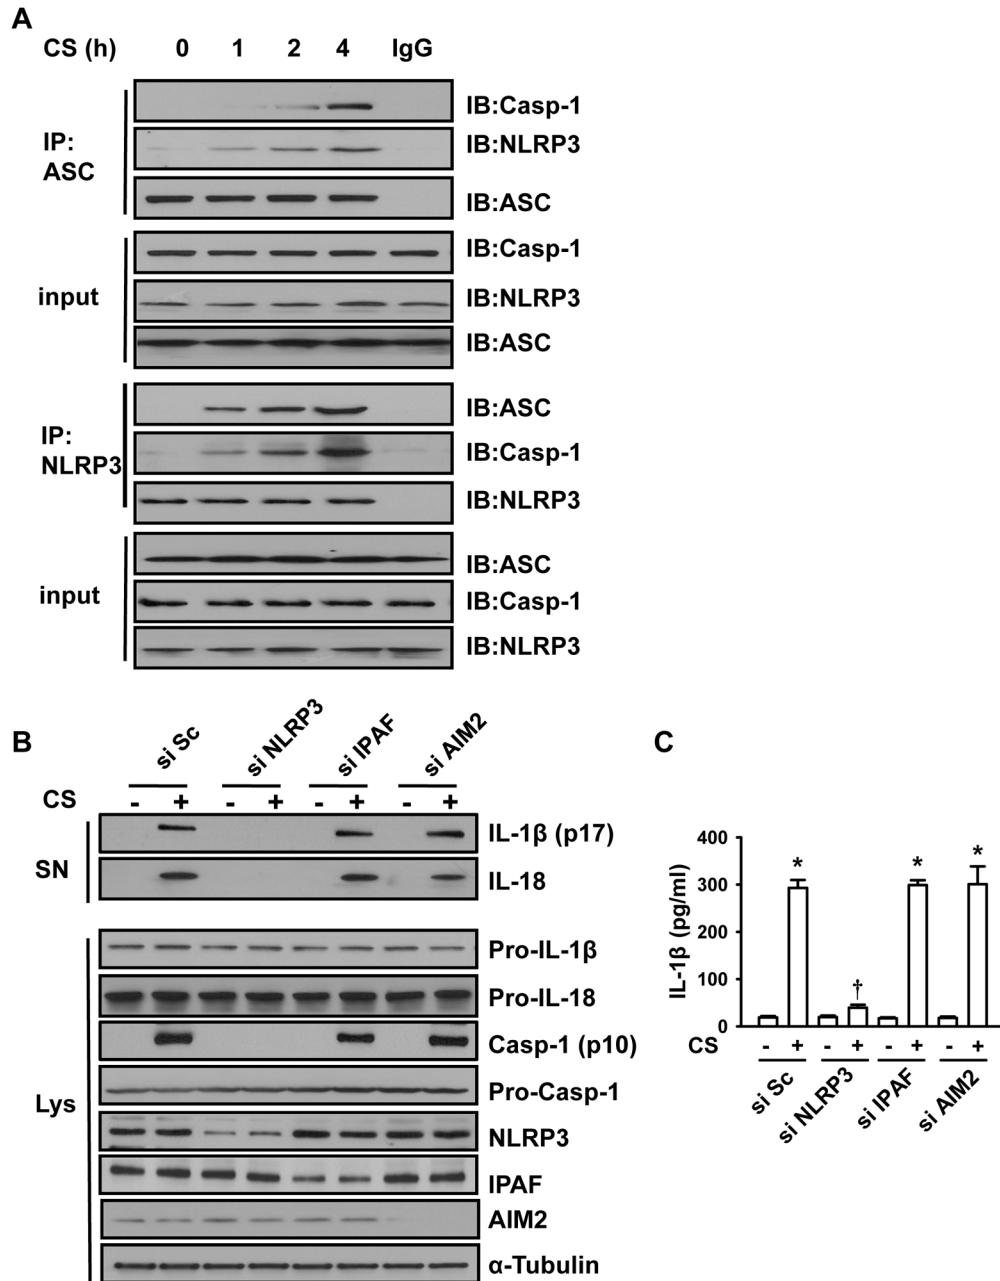 A
CS (h) 0 1 2 4 IgG
IP: ASC
IB:Casp-1
IB:NLRP3
IB:ASC
input
IB:Casp-1
IB:NLRP3
IB:ASC
IP: NLRP3
IB:ASC
IB:Casp-1
IB:NLRP3
input
IB:ASC
IB:Casp-1
IB:NLRP3
B
si Sc si NLRP3 si IPAF si AIM2
CS - + - + - + - +
SN
IL-1β (p17)
IL-18
Lys
Pro-IL-1β
Pro-IL-18
Casp-1 (p10)
Pro-Casp-1
NLRP3
IPAF
AIM2
α-Tubulin
C
IL-1β (pg/ml)
400
300
200
100
0
* † * *
CS - + - + - + - +
si Sc si NLRP3 si IPAF si AIM2